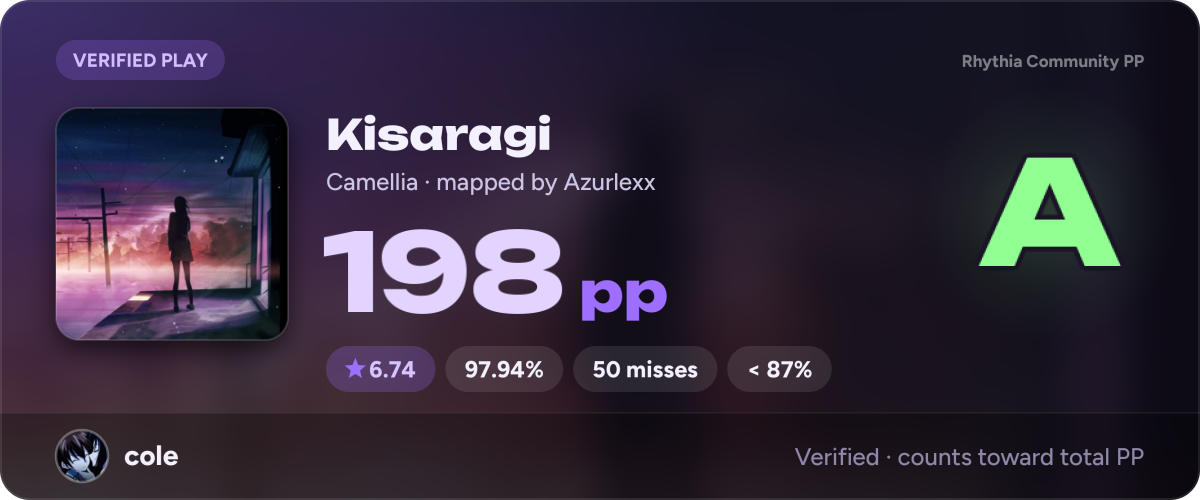 VERIFIED PLAY
Rhythia Community PP
Kisaragi
Camellia · mapped by Azurlexx
198 pp
★6.74
97.94%
50 misses
< 87%
A
cole
Verified · counts toward total PP